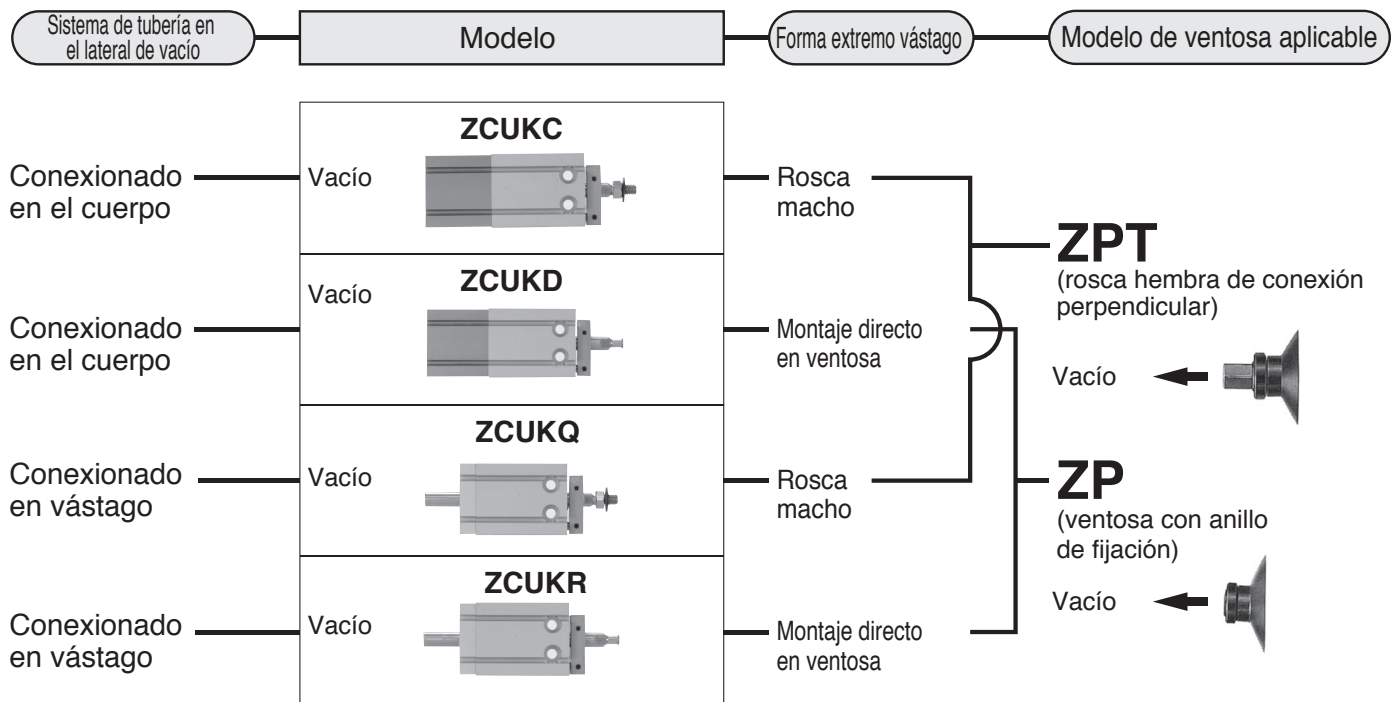 Sistema de tubería en
el lateral de vacío
Modelo
Forma extremo vástago
Modelo de ventosa aplicable
Conexionado
en el cuerpo
Vacío
ZCUKC
Rosca
macho
Conexionado
en el cuerpo
Vacío
ZCUKD
Montaje directo
en ventosa
Conexionado
en vástago
Vacío
ZCUKQ
Rosca
macho
Conexionado
en vástago
Vacío
ZCUKR
Montaje directo
en ventosa
ZPT
(rosca hembra de conexión
perpendicular)
Vacío
ZP
(ventosa con anillo
de fijación)
Vacío